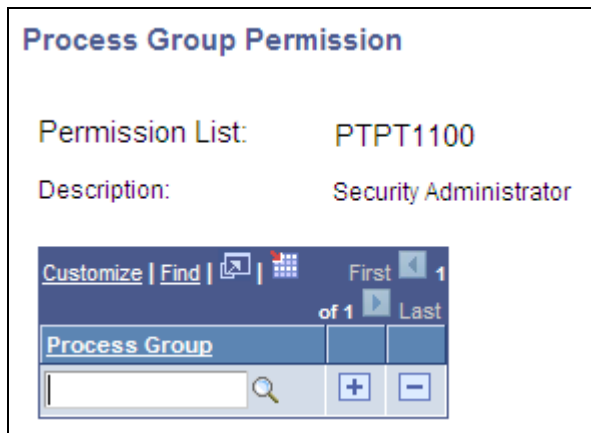 Process Group Permission
Permission List: PTPT1100
Description: Security Administrator
Customize | Find | | First 1
of 1 Last
Process Group